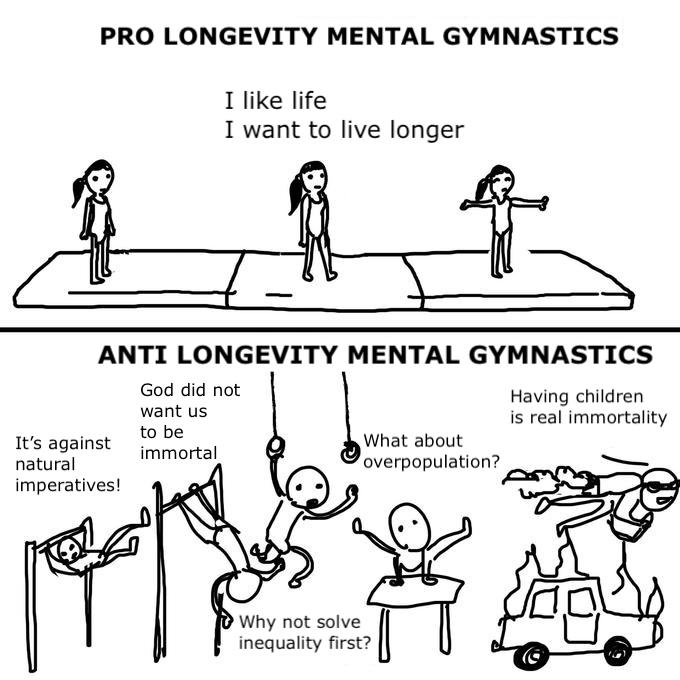 PRO LONGEVITY MENTAL GYMNASTICS
I like life
I want to live longer
ANTI LONGEVITY MENTAL GYMNASTICS
It's against
natural
imperatives!
God did not
want us
to be
immortal
What about
overpopulation?
Why not solve
inequality first?
Having children
is real immortality